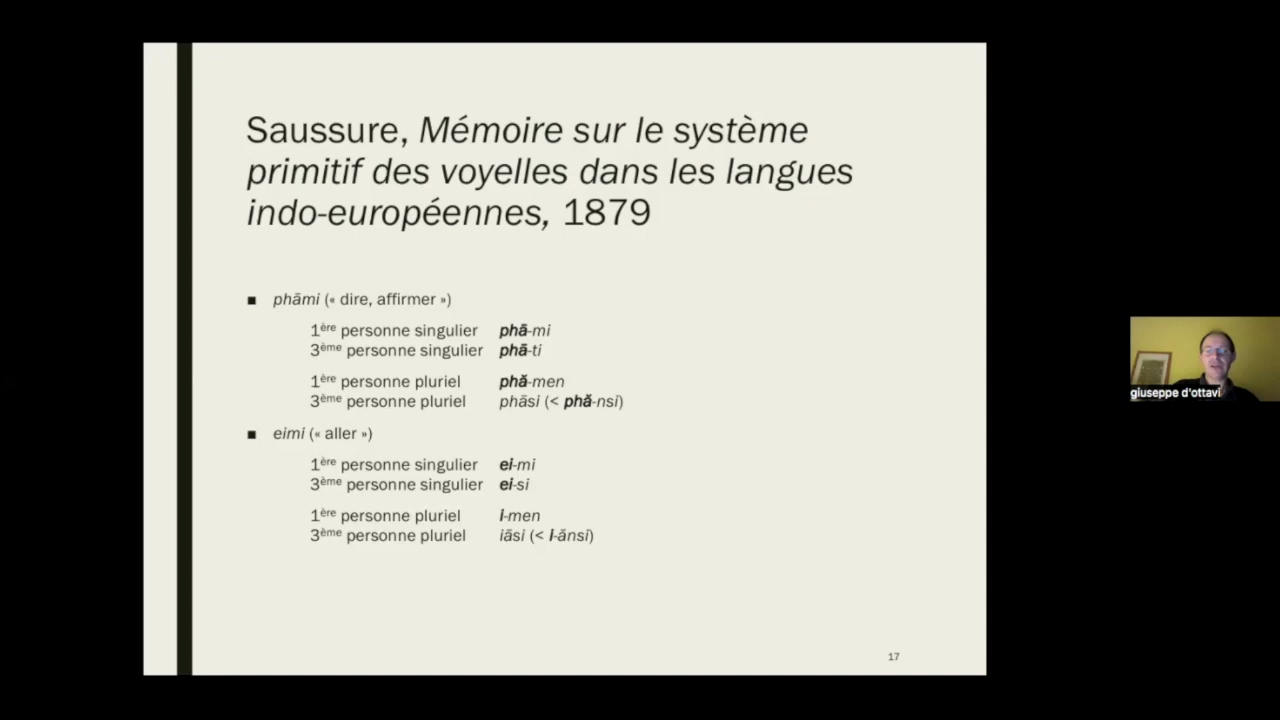 Saussure, Mémoire sur le système
primitif des voyelles dans les langues
indo-européennes, 1879
■ phāmi (« dire, affirmer »)
1ère personne singulier phā-mi
3ème personne singulier phā-ti
1ère personne pluriel phă-men
3ème personne pluriel phāsi (< phă-nsi)
■ eimi (« aller »)
1ère personne singulier ei-mi
3ème personne singulier ei-si
1ère personne pluriel i-men
3ème personne pluriel iāsi (< i-ănsi)
17
giuseppe d'ottavi